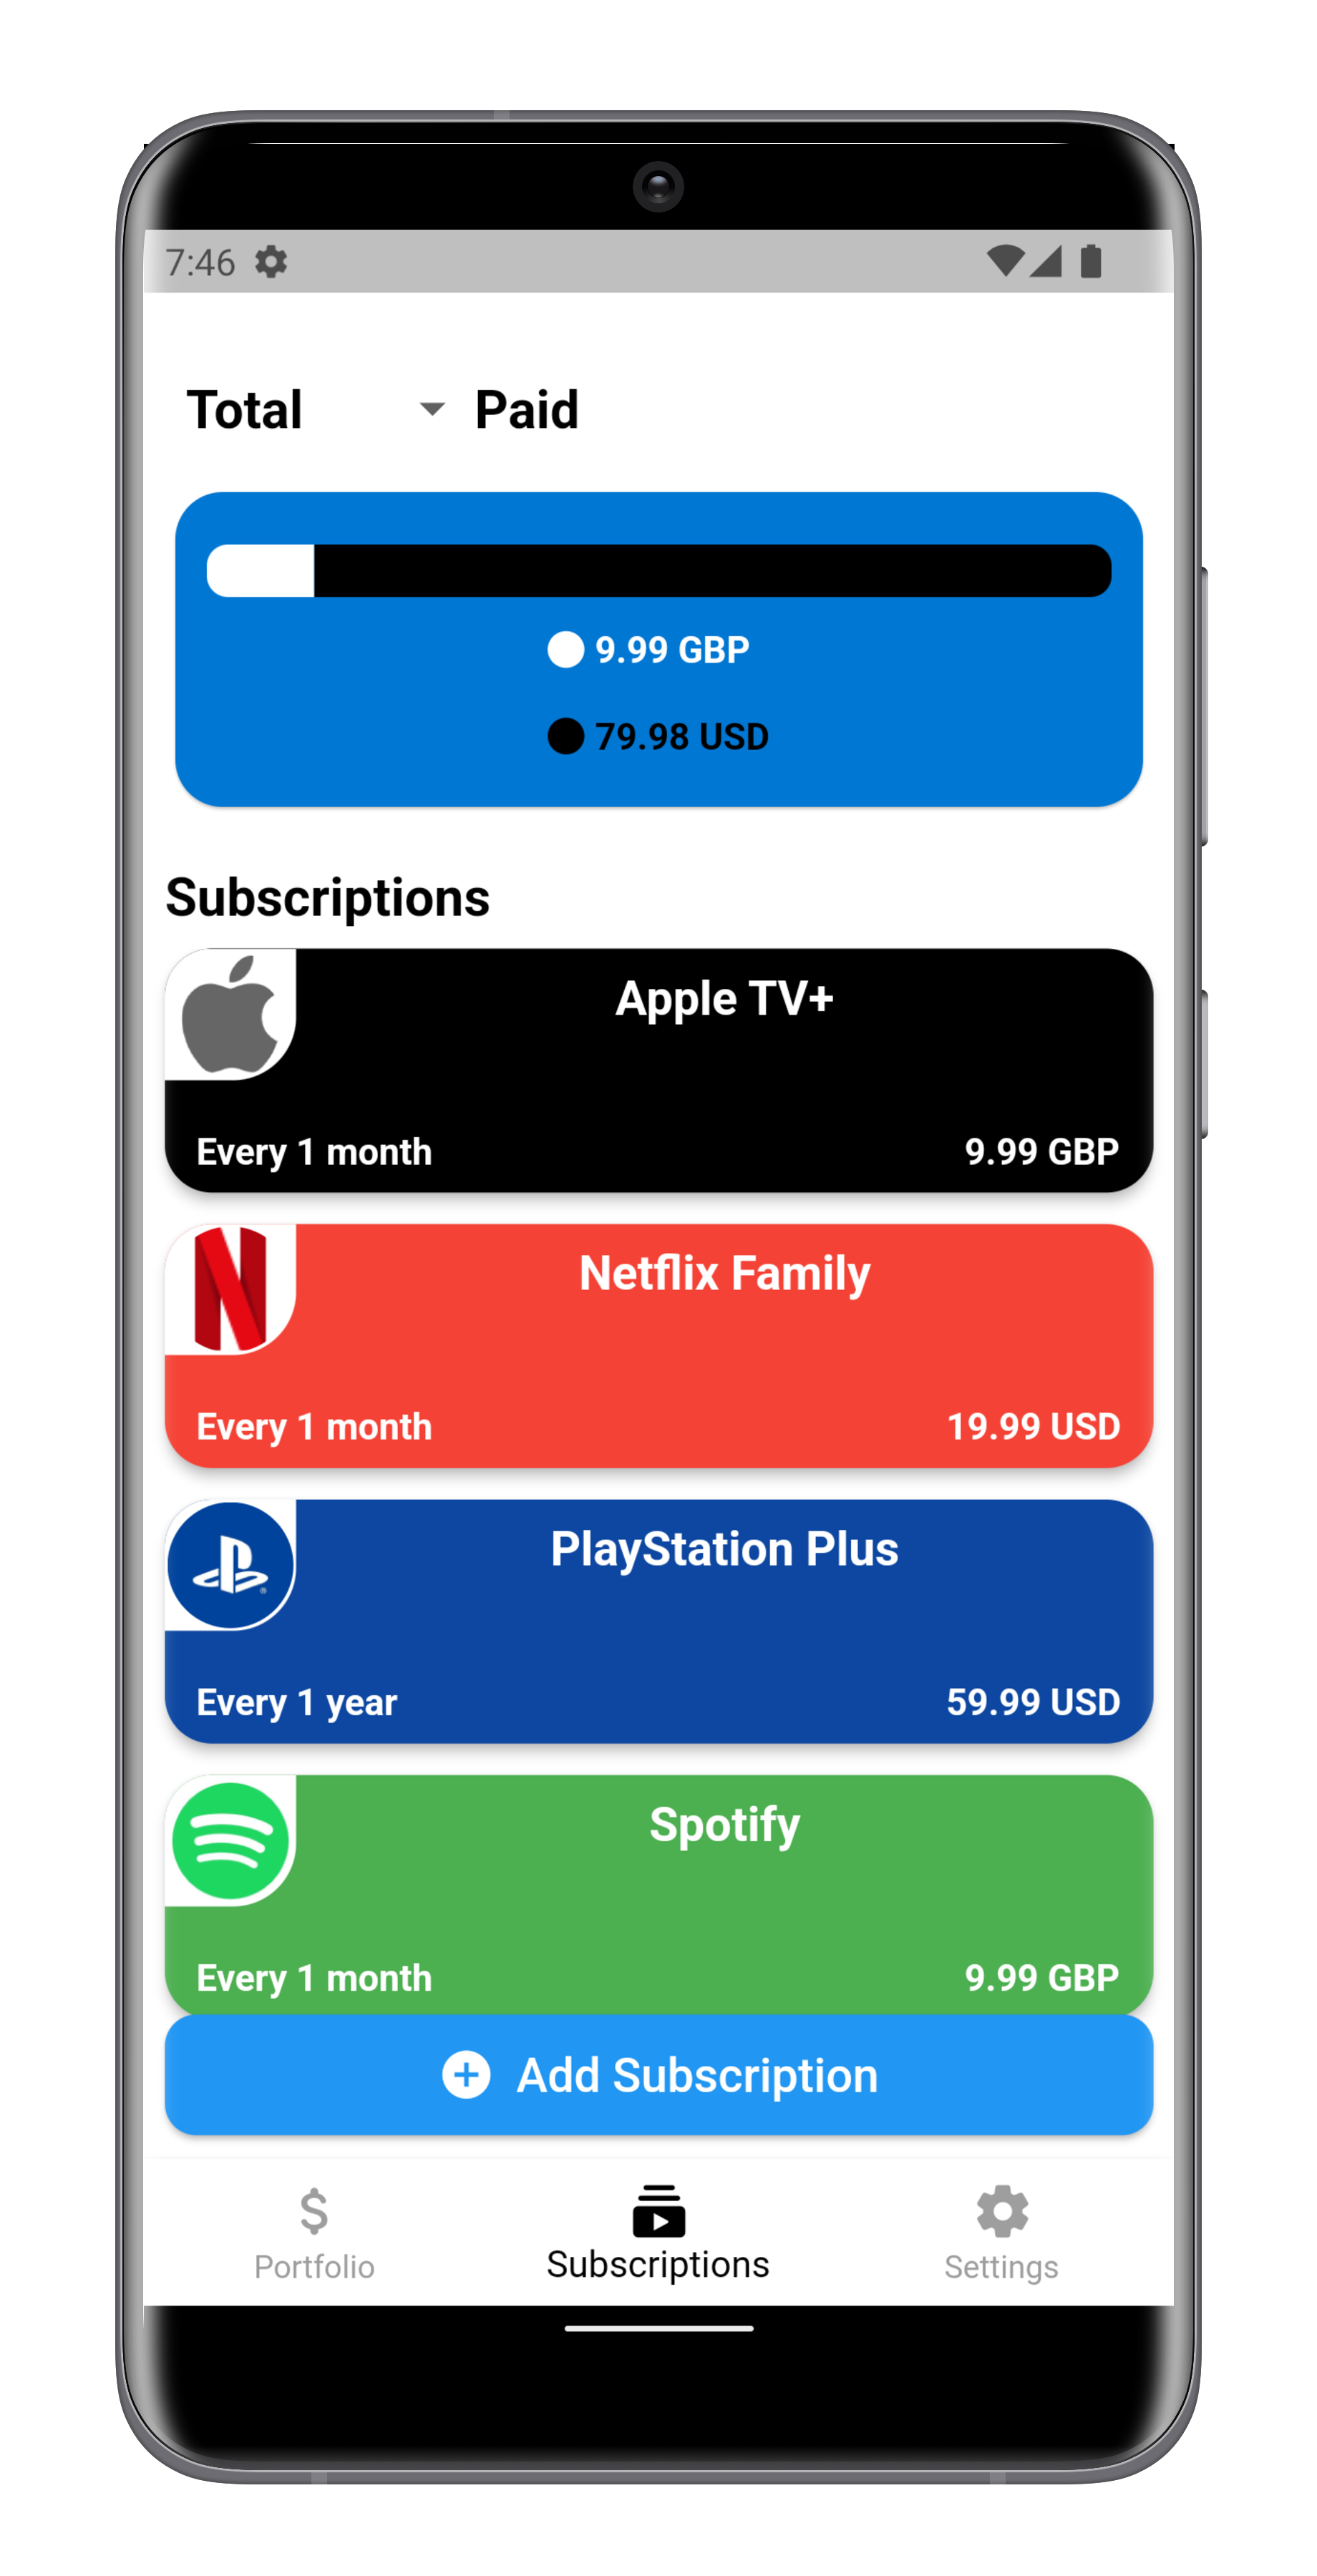 7:46
Total Paid
9.99 GBP
79.98 USD
Subscriptions
Apple TV+
Every 1 month 9.99 GBP
Netflix Family
Every 1 month 19.99 USD
PlayStation Plus
Every 1 year 59.99 USD
Spotify
Every 1 month 9.99 GBP
Add Subscription
Portfolio Subscriptions Settings